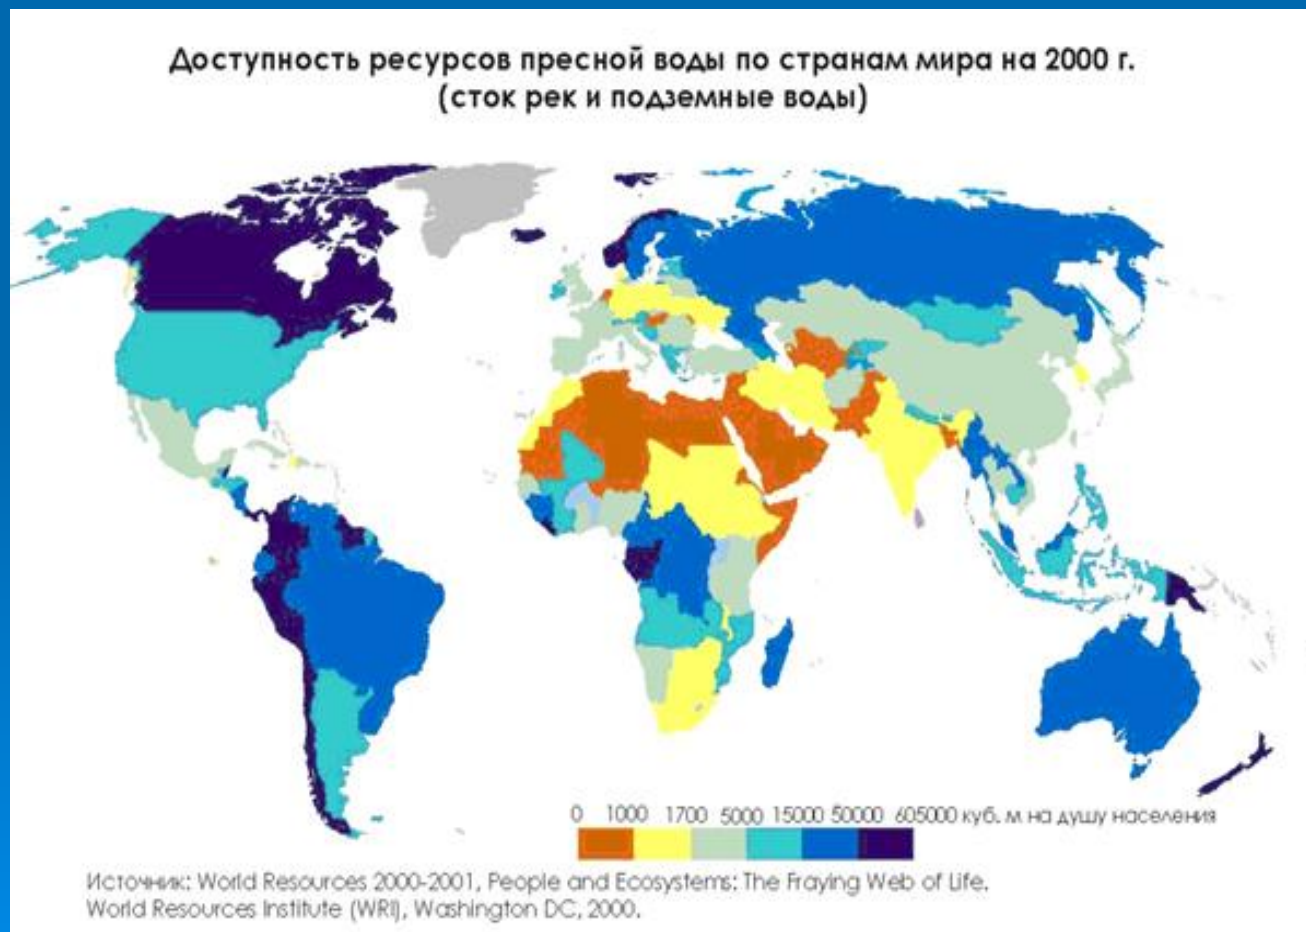 Доступность ресурсов пресной воды по странам мира на 2000 г.
(сток рек и подземные воды)
0 1000 1700 5000 15000 50000 605000 куб. м на душу населения
Источник: World Resources 2000-2001, People and Ecosystems: The Fraying Web of Life.
World Resources Institute (WRI), Washington DC, 2000.